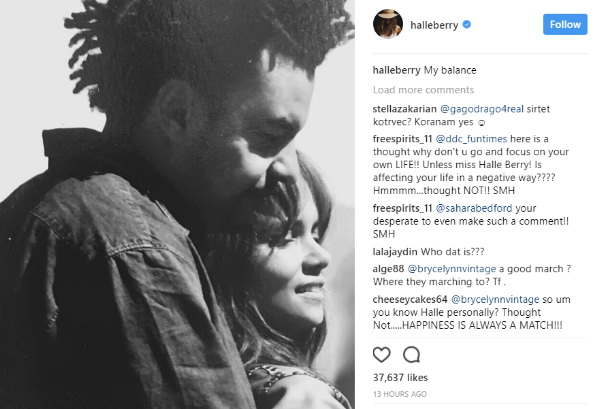 halleberry
Follow
halleberry My balance
Load more comments
stellazakarian @gagodrago4real sirtet
kotrvec? Koranam yes ☺
freespirits_11 @ddc_funtimes here is a
thought why don't u go and focus on your
own LIFE!! Unless miss Halle Berry! Is
affecting your life in a negative way????
Hmmmm...thought NOT!! SMH
freespirits_11 @saharabedford your
desperate to even make such a comment!!
SMH
lalajaydin Who dat is???
alge88 @brycelynnvintage a good march ?
Where they marching to? Tf .
cheeseycakes64 @brycelynnvintage so um
you know Halle personally? Thought
Not.....HAPPINESS IS ALWAYS A MATCH!!!
37,637 likes
13 HOURS AGO